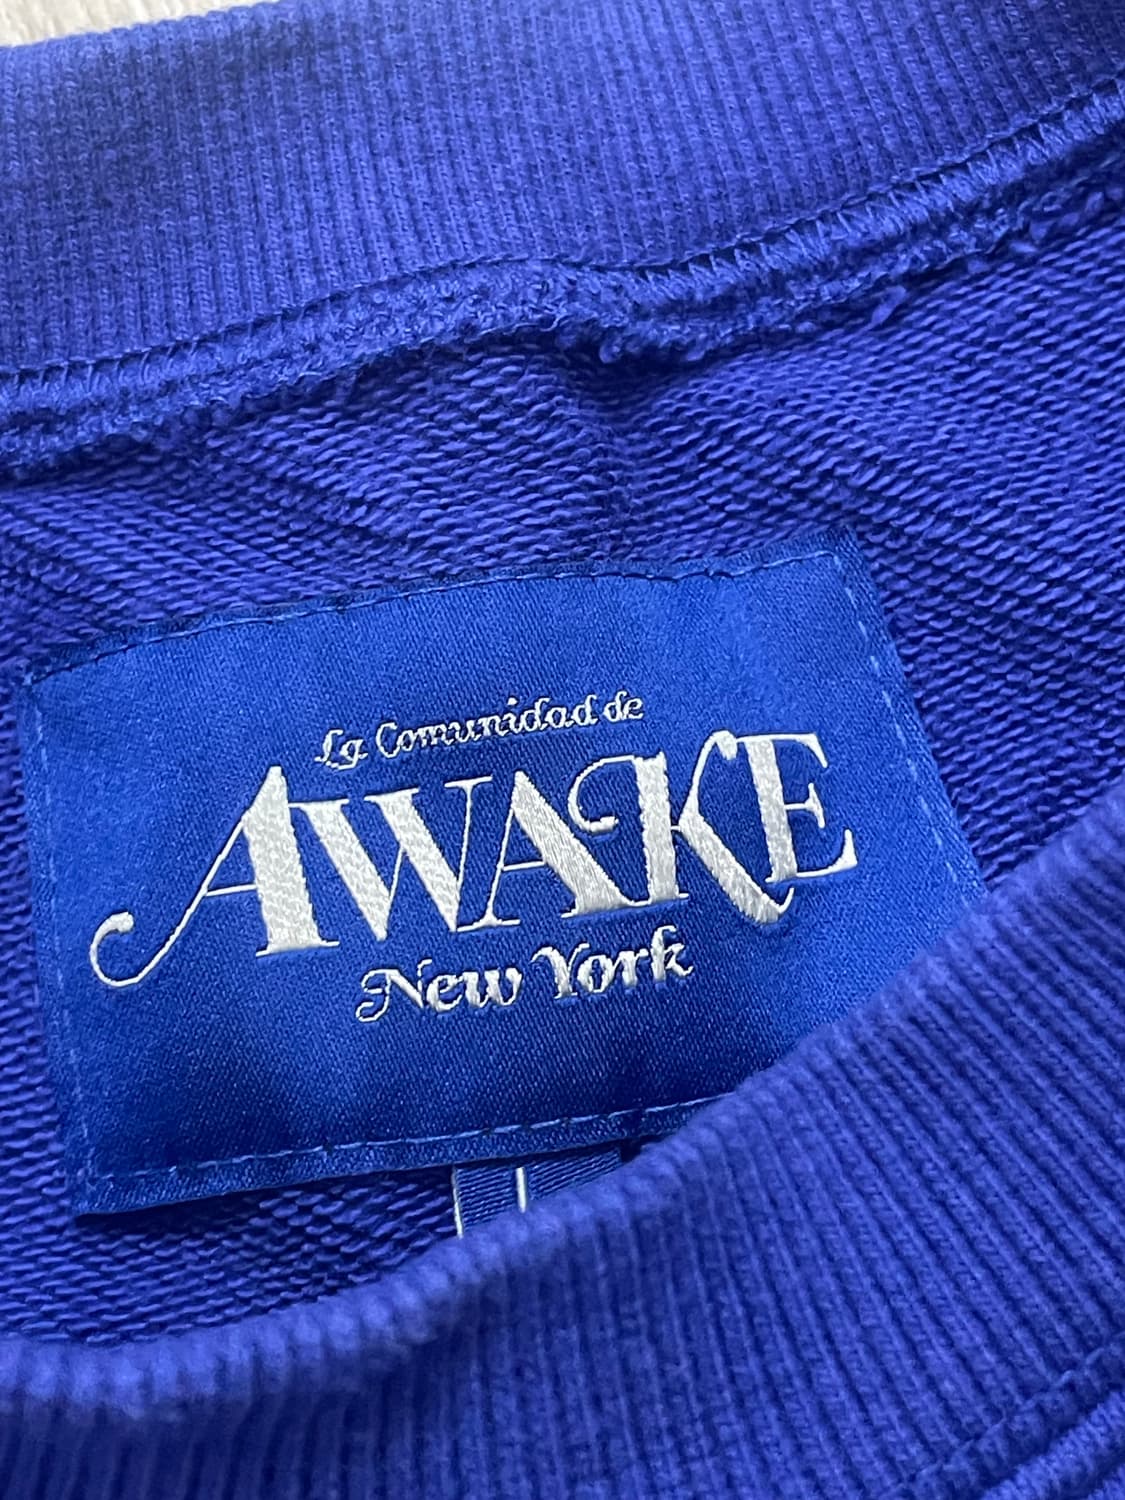 La Comunidad de
AWAKE
New York